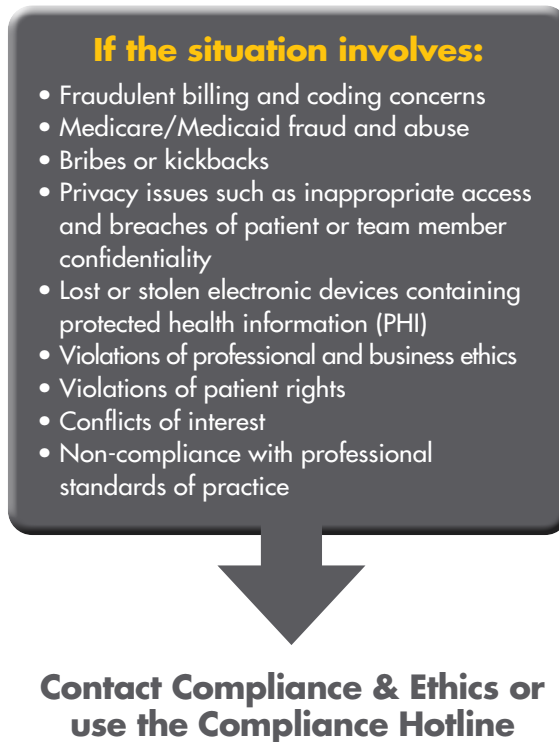 If the situation involves:
• Fraudulent billing and coding concerns
• Medicare/Medicaid fraud and abuse
• Bribes or kickbacks
• Privacy issues such as inappropriate access
and breaches of patient or team member
confidentiality
• Lost or stolen electronic devices containing
protected health information (PHI)
• Violations of professional and business ethics
• Violations of patient rights
• Conflicts of interest
• Non-compliance with professional
standards of practice
Contact Compliance & Ethics or
use the Compliance Hotline